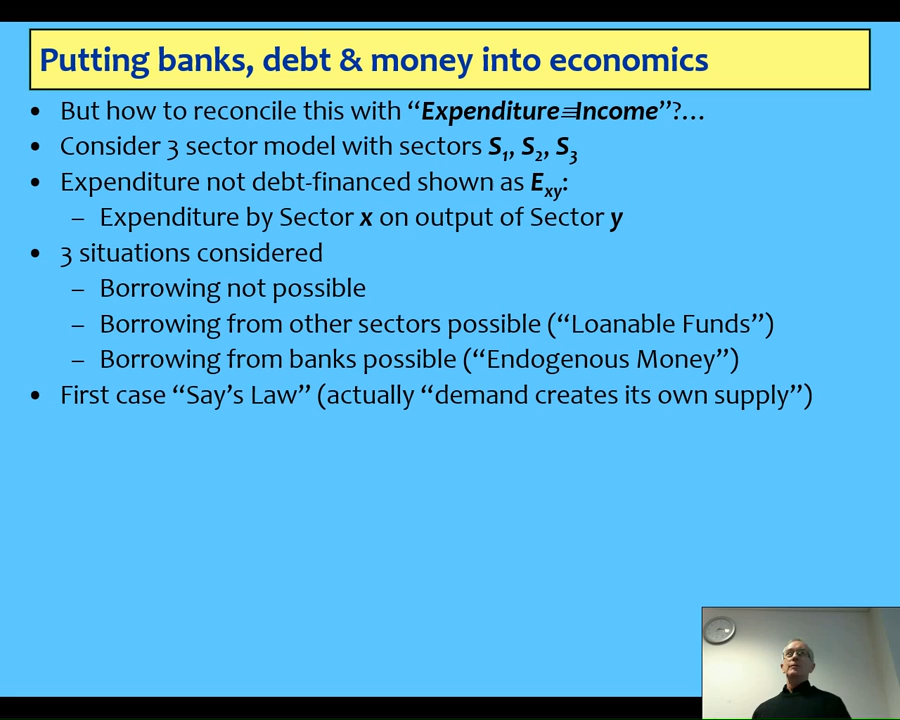 Putting banks, debt & money into economics
• But how to reconcile this with “Expenditure≡Income”?…
• Consider 3 sector model with sectors S1, S2, S3
• Expenditure not debt-financed shown as Exy:
– Expenditure by Sector x on output of Sector y
• 3 situations considered
– Borrowing not possible
– Borrowing from other sectors possible (“Loanable Funds”)
– Borrowing from banks possible (“Endogenous Money”)
• First case “Say’s Law” (actually “demand creates its own supply”)